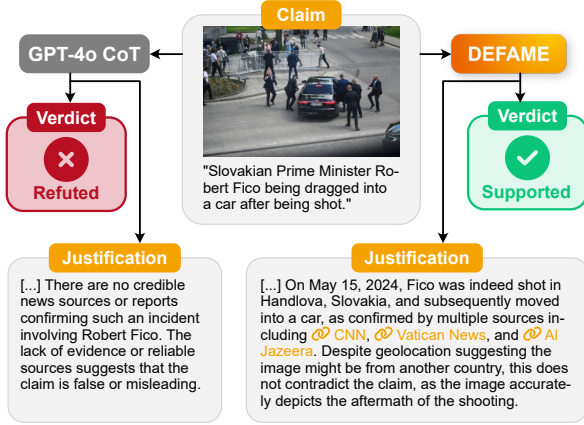 Claim
GPT-4o CoT
DEFAME
Verdict
Refuted
"Slovakian Prime Minister Ro-
bert Fico being dragged into
a car after being shot."
Verdict
Supported
Justification
[...] There are no credible
news sources or reports
confirming such an incident
involving Robert Fico. The
lack of evidence or reliable
sources suggests that the
claim is false or misleading.
Justification
[...] On May 15, 2024, Fico was indeed shot in
Handlova, Slovakia, and subsequently moved
into a car, as confirmed by multiple sources in-
cluding CNN, Vatican News, and Al
Jazeera. Despite geolocation suggesting the
image might be from another country, this does
not contradict the claim, as the image accurate-
ly depicts the aftermath of the shooting.